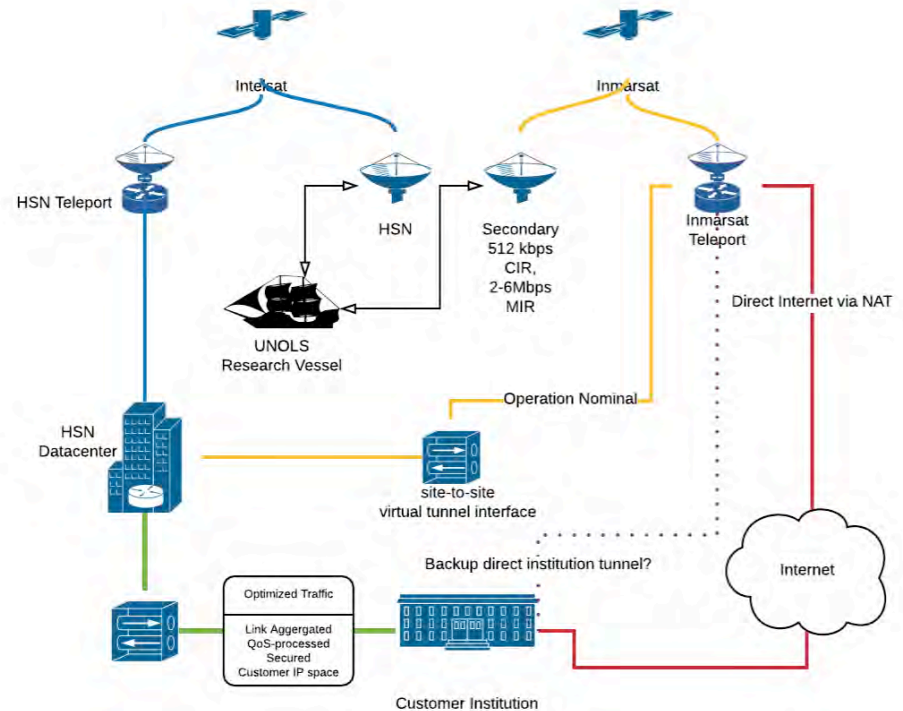 Intelsat
Inmarsat
HSN Teleport
HSN
Secondary
512 kbps
CIR,
2-6Mbps
MIR
Inmarsat
Teleport
Direct Internet via NAT
UNOLS
Research Vessel
Operation Nominal
HSN
Datacenter
site-to-site
virtual tunnel interface
Backup direct institution tunnel?
Internet
Optimized Traffic
Link Aggergated
QoS-processed
Secured
Customer IP space
Customer Institution